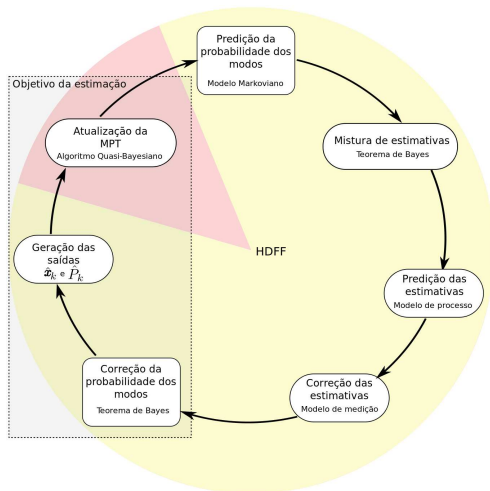 Predição da
probabilidade dos
modos
Modelo Markoviano
Objetivo da estimação
Atualização da
MPT
Algoritmo Quasi-Bayesiano
Mistura de estimativas
Teorema de Bayes
HDFF
Geração das
saídas
x̂ₖ e P̂ₖ
Predição das
estimativas
Modelo de processo
Correção da
probabilidade dos
modos
Teorema de Bayes
Correção das
estimativas
Modelo de medição